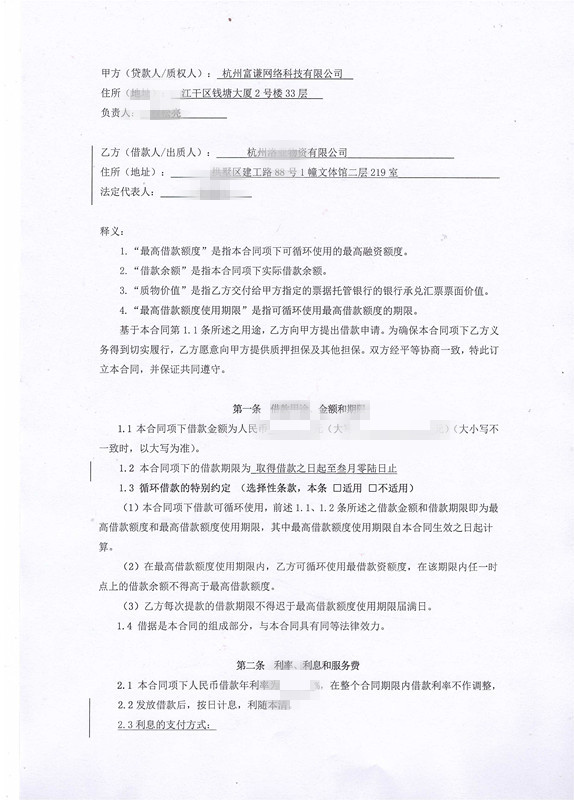 甲方（贷款人/质权人）：杭州富谦网络科技有限公司
住所（ 江干区钱塘大厦2号楼33层
负责人
乙方（借款人/出质人）： 杭州 有限公司
住所（地址）： 区建工路88号1幢文体馆二层219室
法定代表人：
释义：
1.“最高借款额度”是指本合同项下可循环使用的最高融资额度。
2.“借款余额”是指本合同项下实际借款余额。
3.“质物价值”是指乙方交付给甲方指定的票据托管银行的银行承兑汇票票面价值。
4.“最高借款额度使用期限”是指可循环使用最高借款额度的期限。
基于本合同第1.1条所述之用途，乙方向甲方提出借款申请。为确保本合同项下乙方义
务得到切实履行，乙方愿意向甲方提供质押担保及其他担保。双方经平等协商一致，特此订
立本合同，并保证共同遵守。
第一条 借款用途、金额和期限
1.1 本合同项下借款金额为人民币 （大 ）（大小写不
一致时，以大写为准）。
1.2 本合同项下的借款期限为 取得借款之日起至叁月零陆日止
1.3 循环借款的特别约定 （选择性条款，本条 □适用 □不适用）
（1）本合同项下借款可循环使用，前述1.1、1.2条所述之借款金额和借款期限即为最
高借款额度和最高借款额度使用期限，其中最高借款额度使用期限自本合同生效之日起计
算。
（2）在最高借款额度使用期限内，乙方可循环使用最借款资额度，在该期限内任一时
点上的借款余额不得高于最高借款额度。
（3）乙方每次提款的借款期限不得迟于最高借款额度使用期限届满日。
1.4 借据是本合同的组成部分，与本合同具有同等法律效力。
第二条 利率、利息和服务费
2.1 本合同项下人民币借款年利率为 %，在整个合同期限内借款利率不作调整，
2.2 发放借款后，按日计息，利随本清
2.3 利息的支付方式：